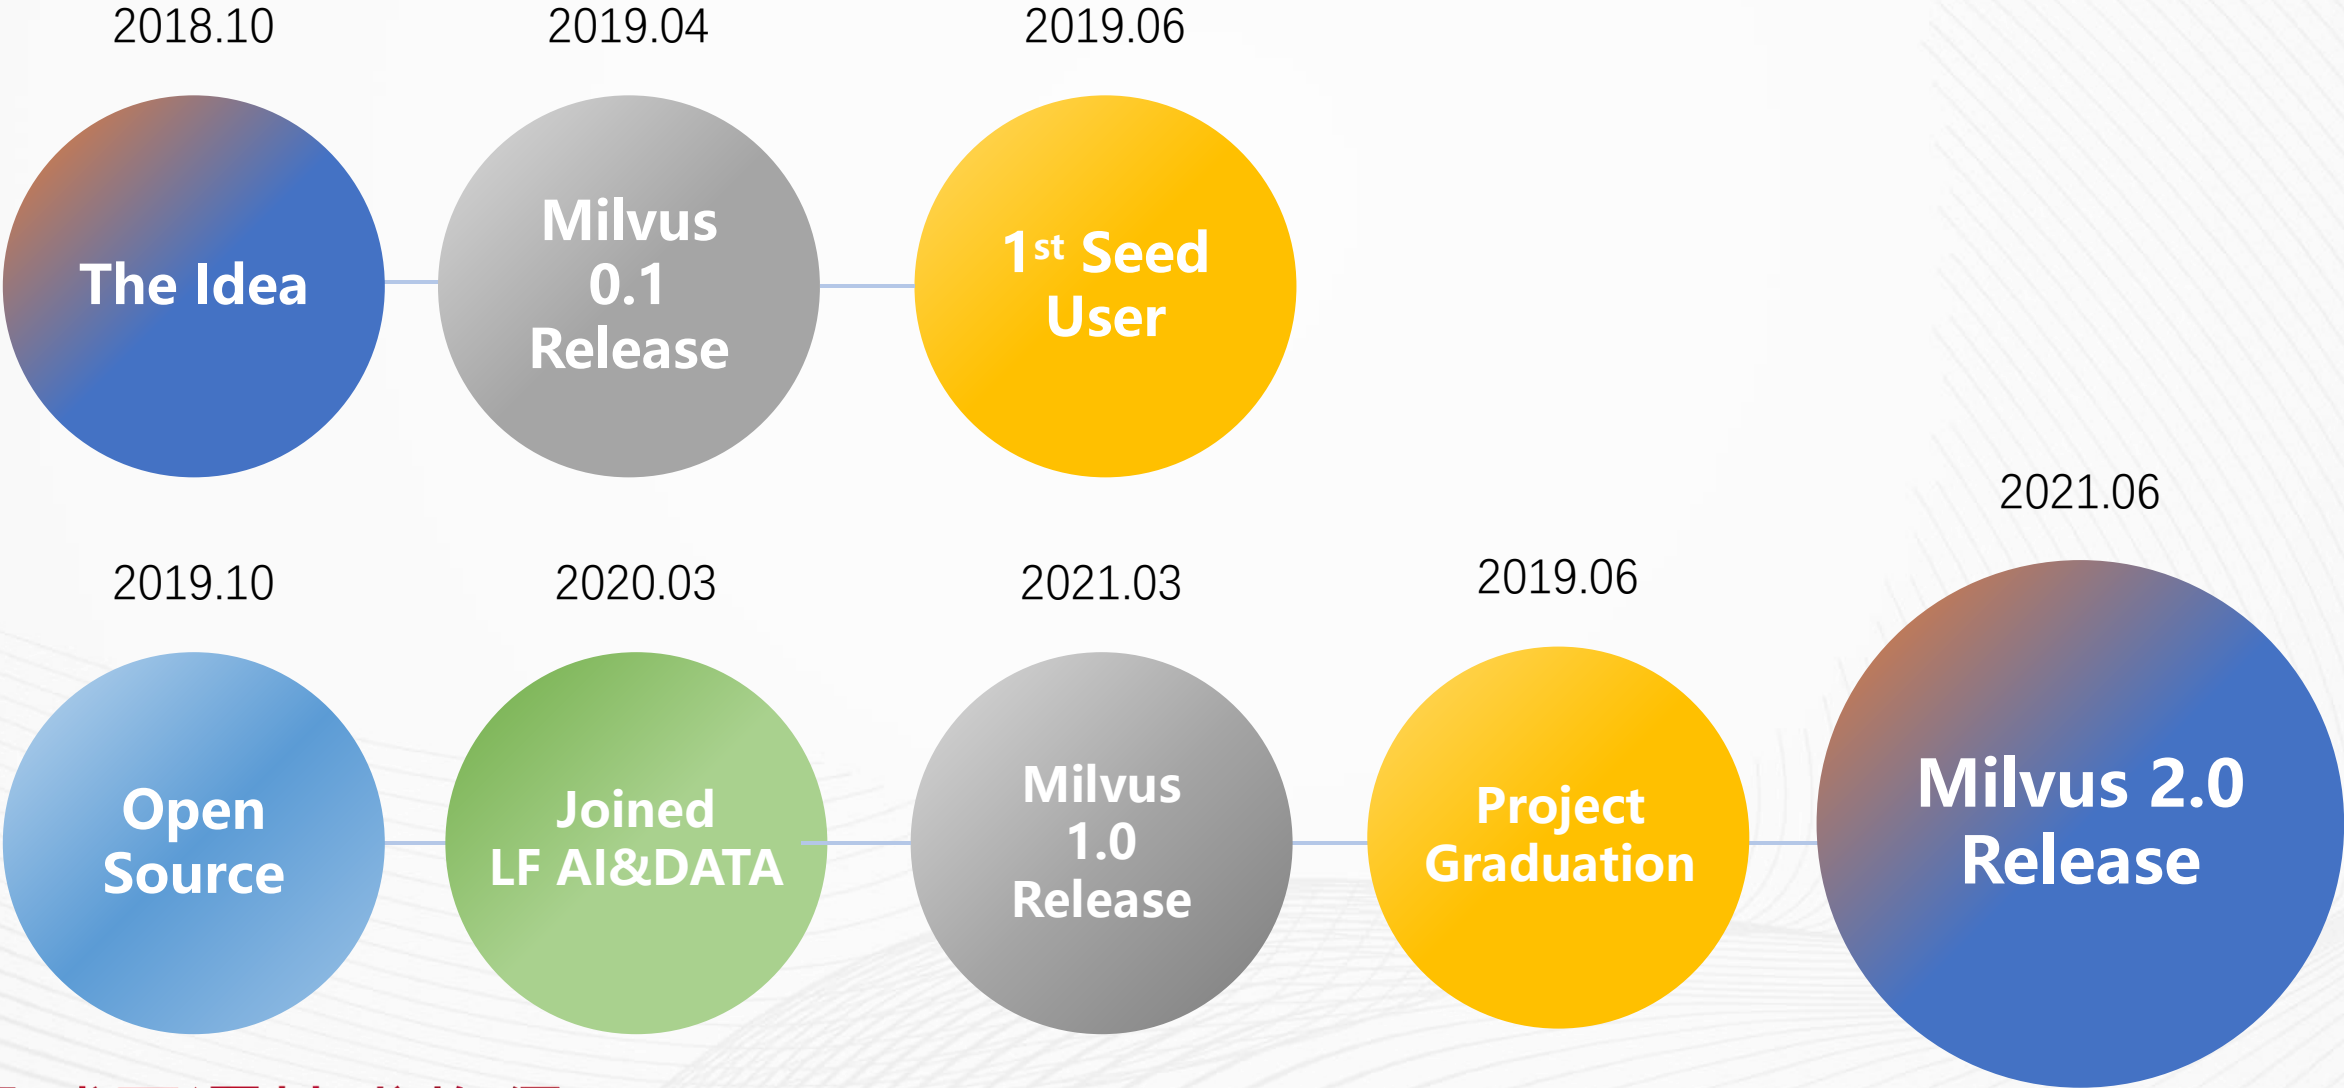 2018.10
2019.04
2019.06
The Idea
Milvus
0.1
Release
1st Seed
User
2019.10
2020.03
2021.03
2019.06
2021.06
Open
Source
Joined
LF AI&DATA
Milvus
1.0
Release
Project
Graduation
Milvus 2.0
Release